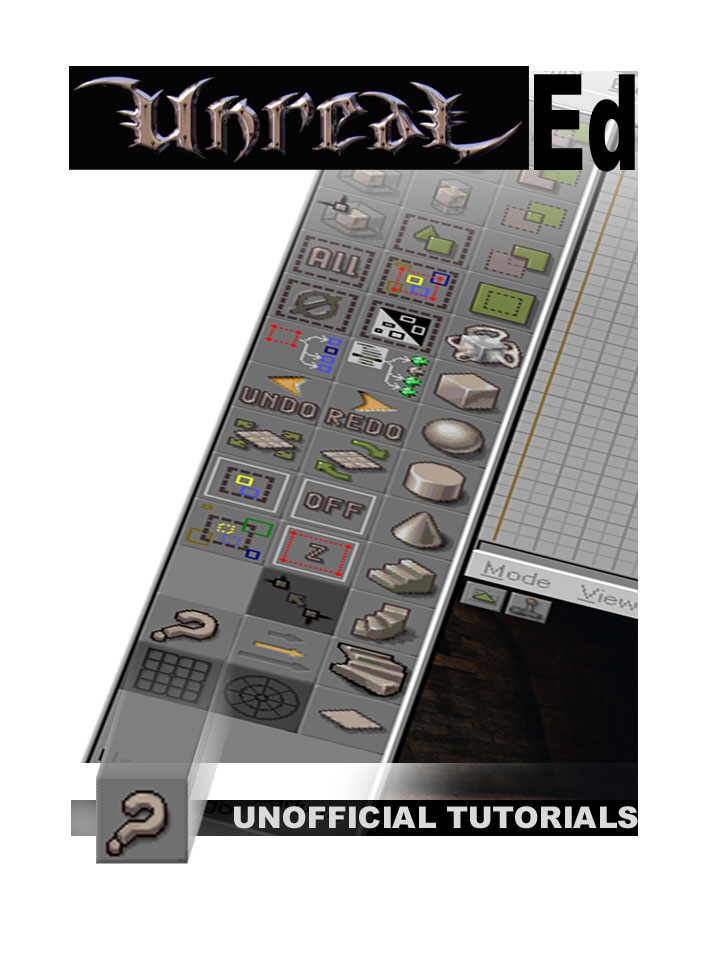 Unreal Ed
ALL
UNDO REDO
OFF
Z
Mode View
UNOFFICIAL TUTORIALS